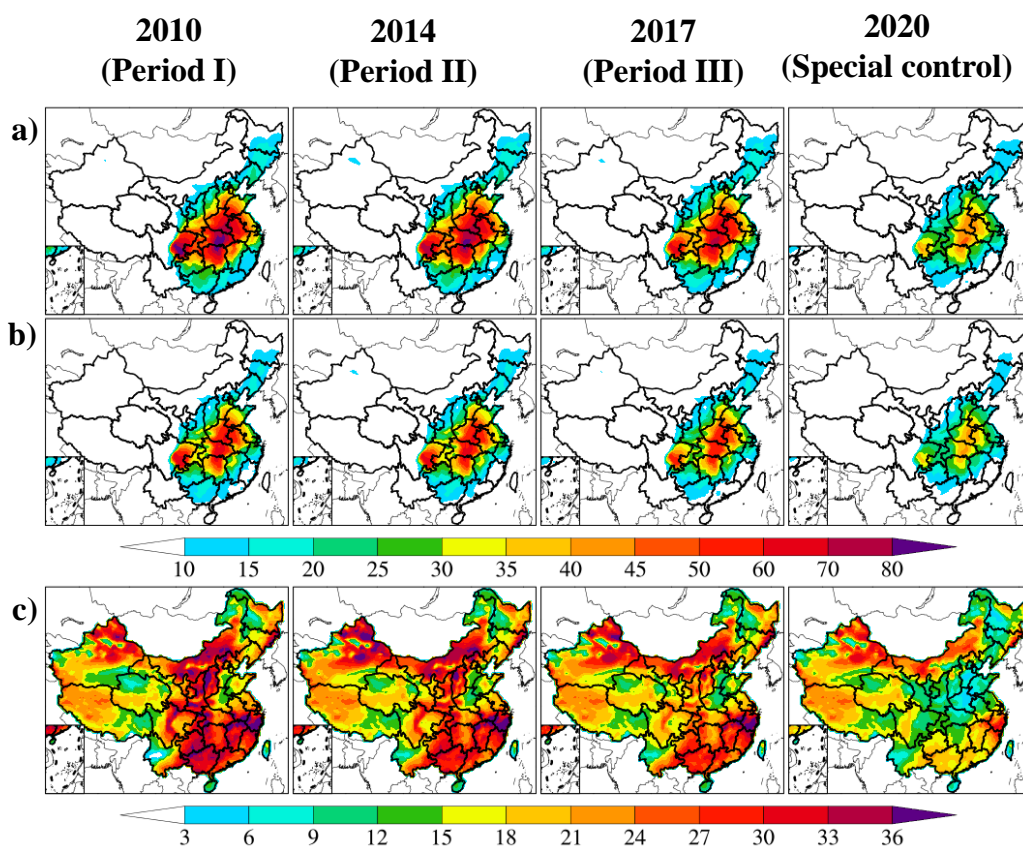 2010 2014 2017 2020
(Period I) (Period II) (Period III) (Special control)
a)
b)
10 15 20 25 30 35 40 45 50 60 70 80
c)
3 6 9 12 15 18 21 24 27 30 33 36